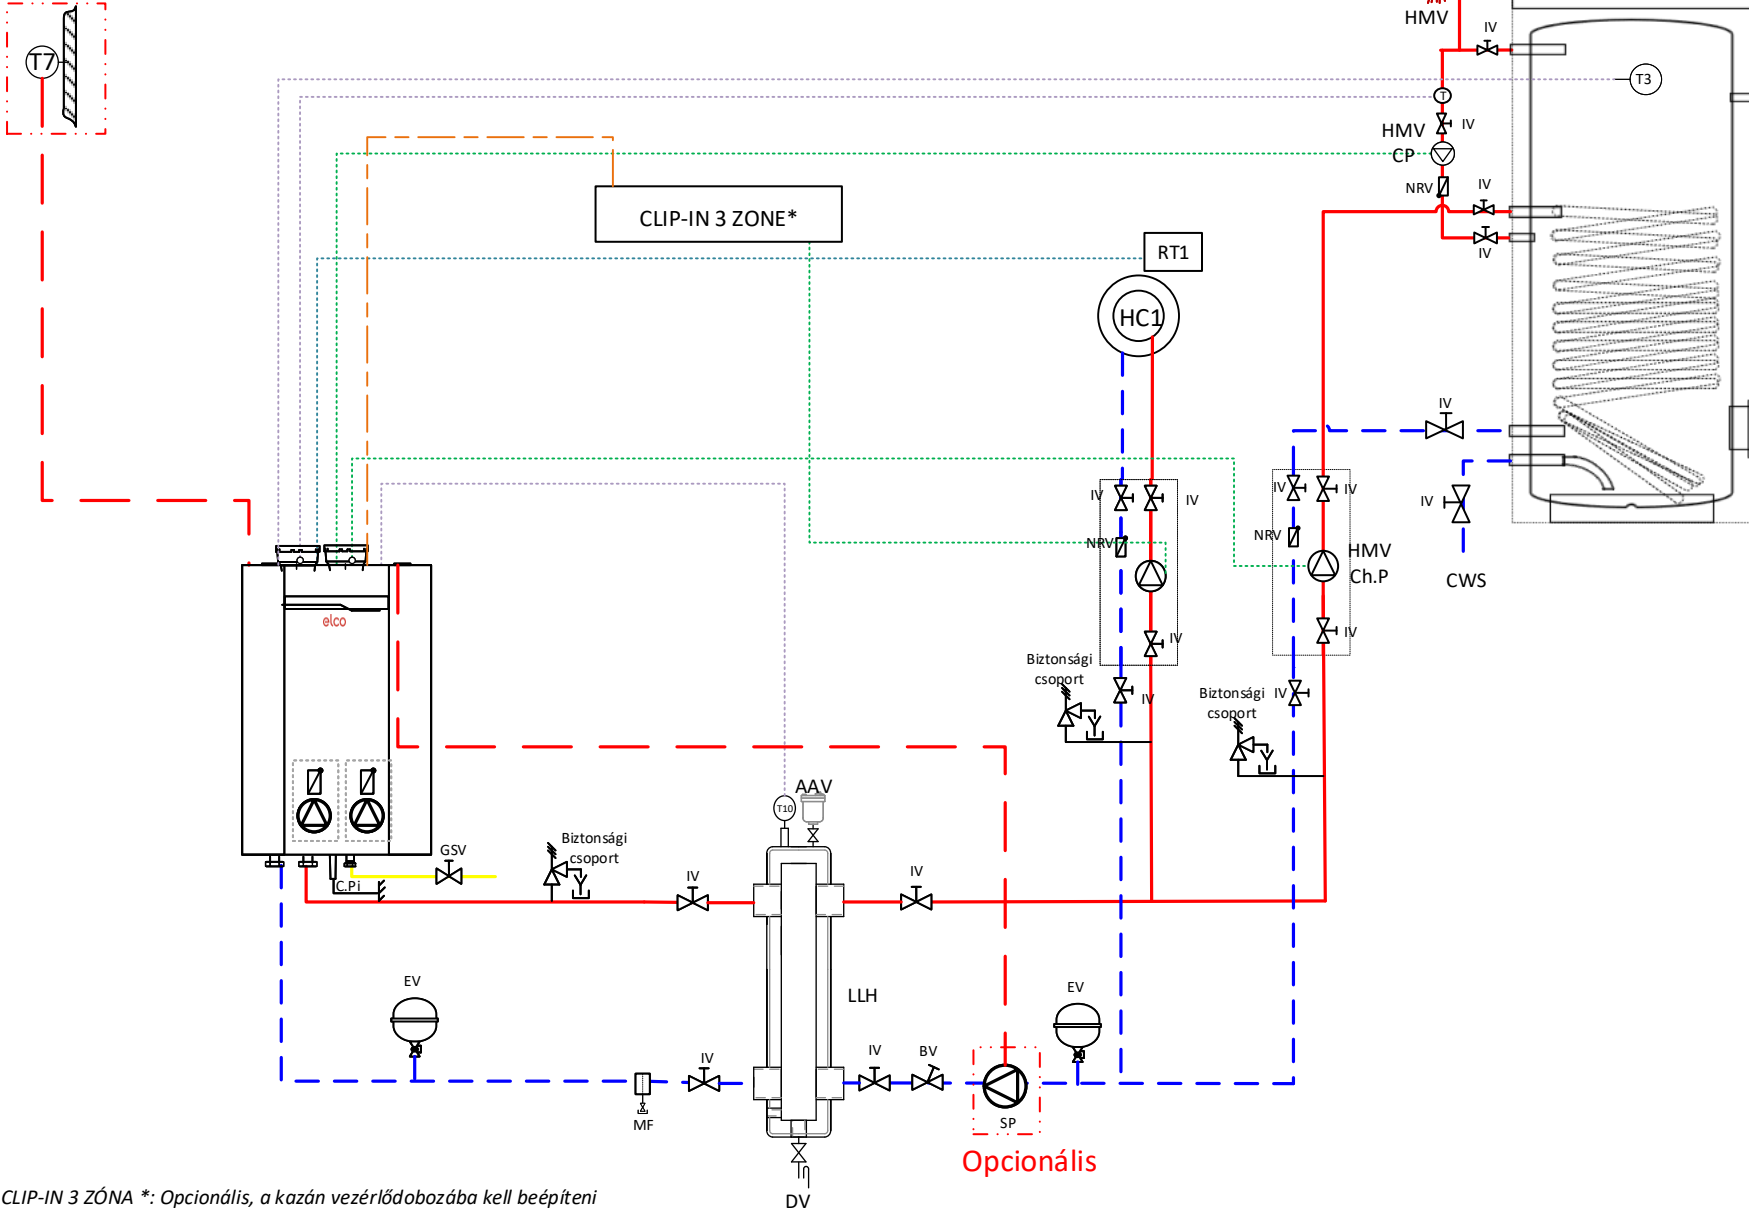 HMV
IV
T7
T3
T
IV
HMV
CP
NRV
IV
CLIP-IN 3 ZONE*
IV
RT1
HC1
IV
IV
IV
IV
IV
IV
NRV
NRV
HMV
Ch.P
CWS
elco
IV
IV
Biztonsági
csoport
IV
Biztonsági
csoport
IV
AAV
T10
Biztonsági
csoport
GSV
C.Pi
IV
IV
EV
LLH
EV
IV
IV
BV
MF
SP
Opcionális
DV
CLIP-IN 3 ZÓNA *: Opcionális, a kazán vezérlődobozába kell beépíteni